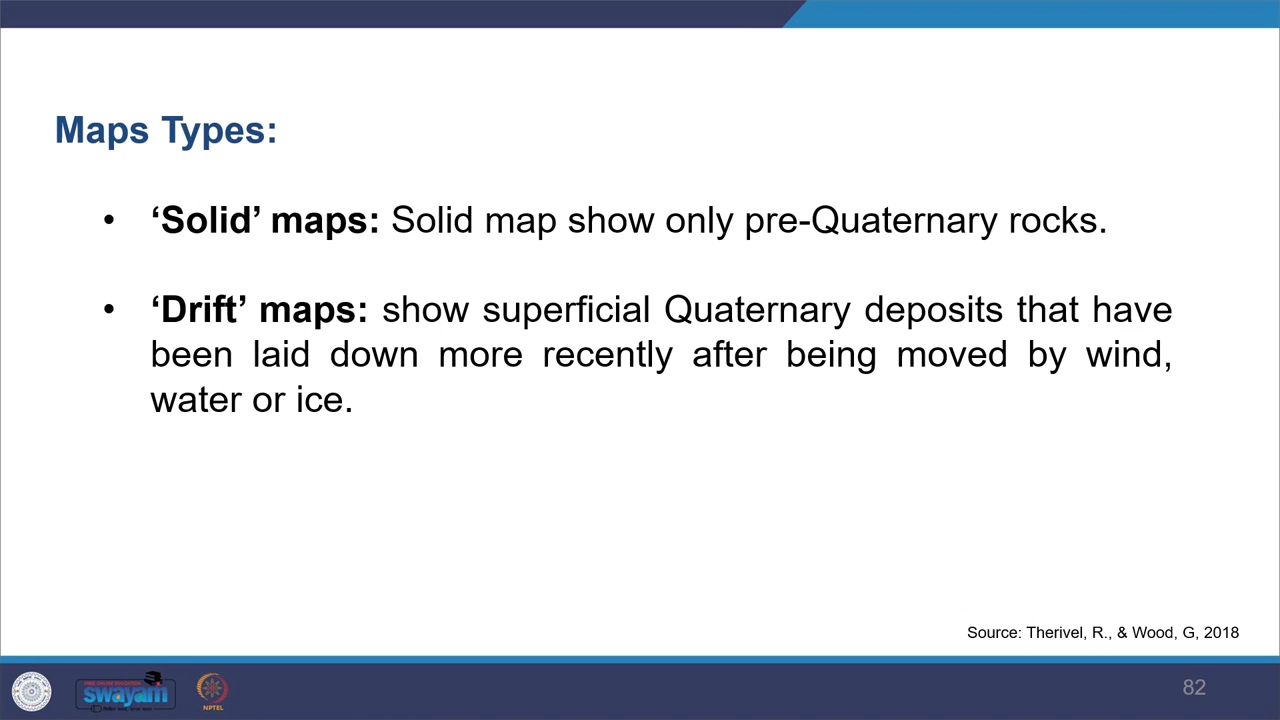 Maps Types:
• ‘Solid’ maps: Solid map show only pre-Quaternary rocks.
• ‘Drift’ maps: show superficial Quaternary deposits that have
been laid down more recently after being moved by wind,
water or ice.
Source: Therivel, R., & Wood, G, 2018
swayam
NPTEL
82